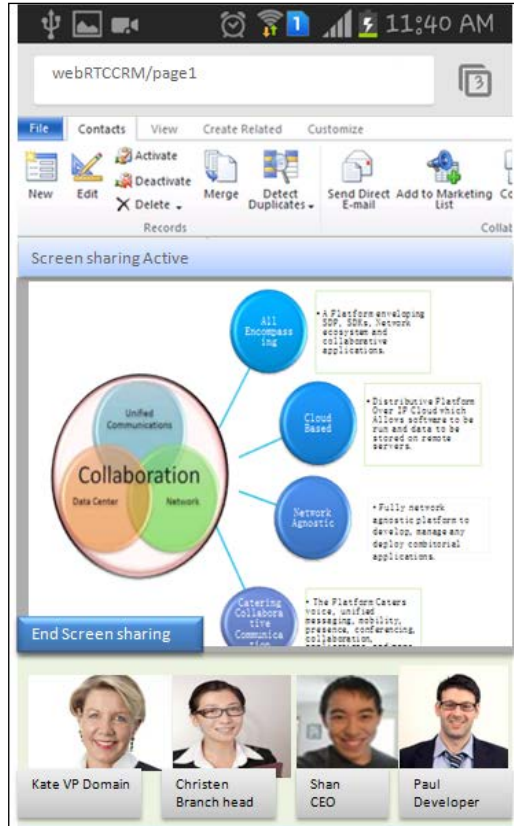 11:40 AM
1
webRTCCRM/page1
3
File Contacts View Create Related Customize
New
Edit
Activate
Deactivate
Delete
Merge
Detect
Duplicates
Send Direct
E-mail
Add to Marketing
List
Co
Records
Collab
Screen sharing Active
All
Encompass
ing
• A Platform enveloping
SDP, SDKs, Network
ecosystem and
collaborative
applications.
Unified
Communications
Collaboration
Data Center
Network
Cloud
Based
• Distributive Platform
Over IP Cloud which
Allows software to be
run and data to be
stored on remote
servers.
Network
Agnostic
• Fully network
agnostic platform to
develop, manage any
deploy combitorial
applications.
Catering
Collabora
tive
Communica
tion
• The Platform Caters
voice, unified
messaging, mobility,
presence, conferencing,
collaboration,
End Screen sharing
Kate VP Domain
Christen
Branch head
Shan
CEO
Paul
Developer